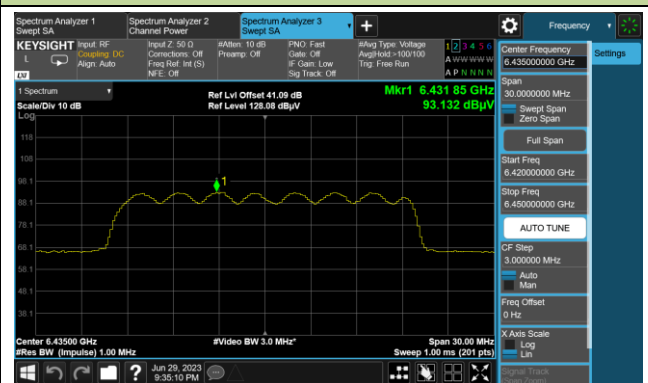 Spectrum Analyzer 1
Swept SA
Spectrum Analyzer 2
Channel Power
Spectrum Analyzer 3
Swept SA
Frequency
KEYSIGHT
L
LXI
Input: RF
Coupling: DC
Align: Auto
Input Z: 50 Ω
Corrections: Off
Freq Ref: Int (S)
NFE: Off
#Atten: 10 dB
Preamp: Off
PNO: Fast
Gate: Off
IF Gain: Low
Sig Track: Off
#Avg Type: Voltage
Avg|Hold:>100/100
Trig: Free Run
1 2 3 4 5 6
A W W W W W
A P N N N N
Center Frequency
6.435000000 GHz
Settings
Span
30.0000000 MHz
Swept Span
Zero Span
Full Span
Start Freq
6.420000000 GHz
Stop Freq
6.450000000 GHz
AUTO TUNE
CF Step
3.000000 MHz
Auto
Man
Freq Offset
0 Hz
X Axis Scale
Log
Lin
Signal Track
(Span Zoom)
1 Spectrum
Scale/Div 10 dB
Log
Ref Lvl Offset 41.09 dB
Ref Level 128.08 dBµV
Mkr1 6.431 85 GHz
93.132 dBµV
118
108
98.1
88.1
78.1
68.1
58.1
48.1
38.1
1
Center 6.43500 GHz
#Res BW (Impulse) 1.00 MHz
#Video BW 3.0 MHz*
Span 30.00 MHz
Sweep 1.00 ms (201 pts)
?
Jun 29, 2023
9:35:10 PM